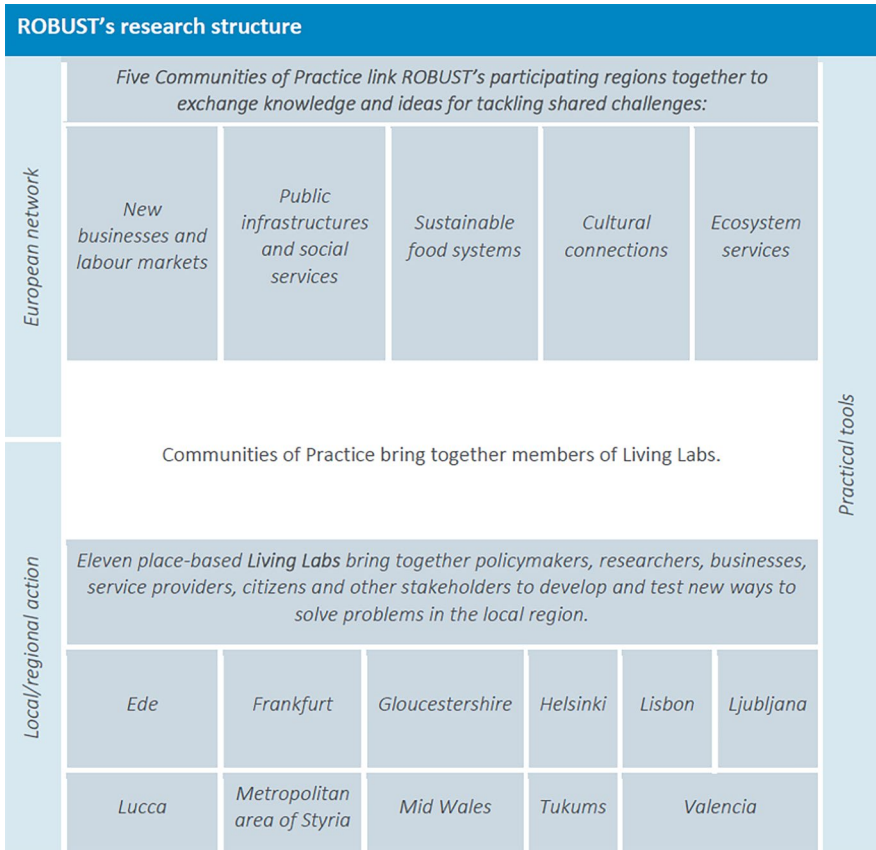 ROBUST’s research structure
Five Communities of Practice link ROBUST’s participating regions together to
exchange knowledge and ideas for tackling shared challenges:
European network
New
businesses and
labour markets
Public
infrastructures
and social
services
Sustainable
food systems
Cultural
connections
Ecosystem
services
Communities of Practice bring together members of Living Labs.
Practical tools
Local/regional action
Eleven place-based Living Labs bring together policymakers, researchers, businesses,
service providers, citizens and other stakeholders to develop and test new ways to
solve problems in the local region.
Ede
Frankfurt
Gloucestershire
Helsinki
Lisbon
Ljubljana
Lucca
Metropolitan
area of Styria
Mid Wales
Tukums
Valencia